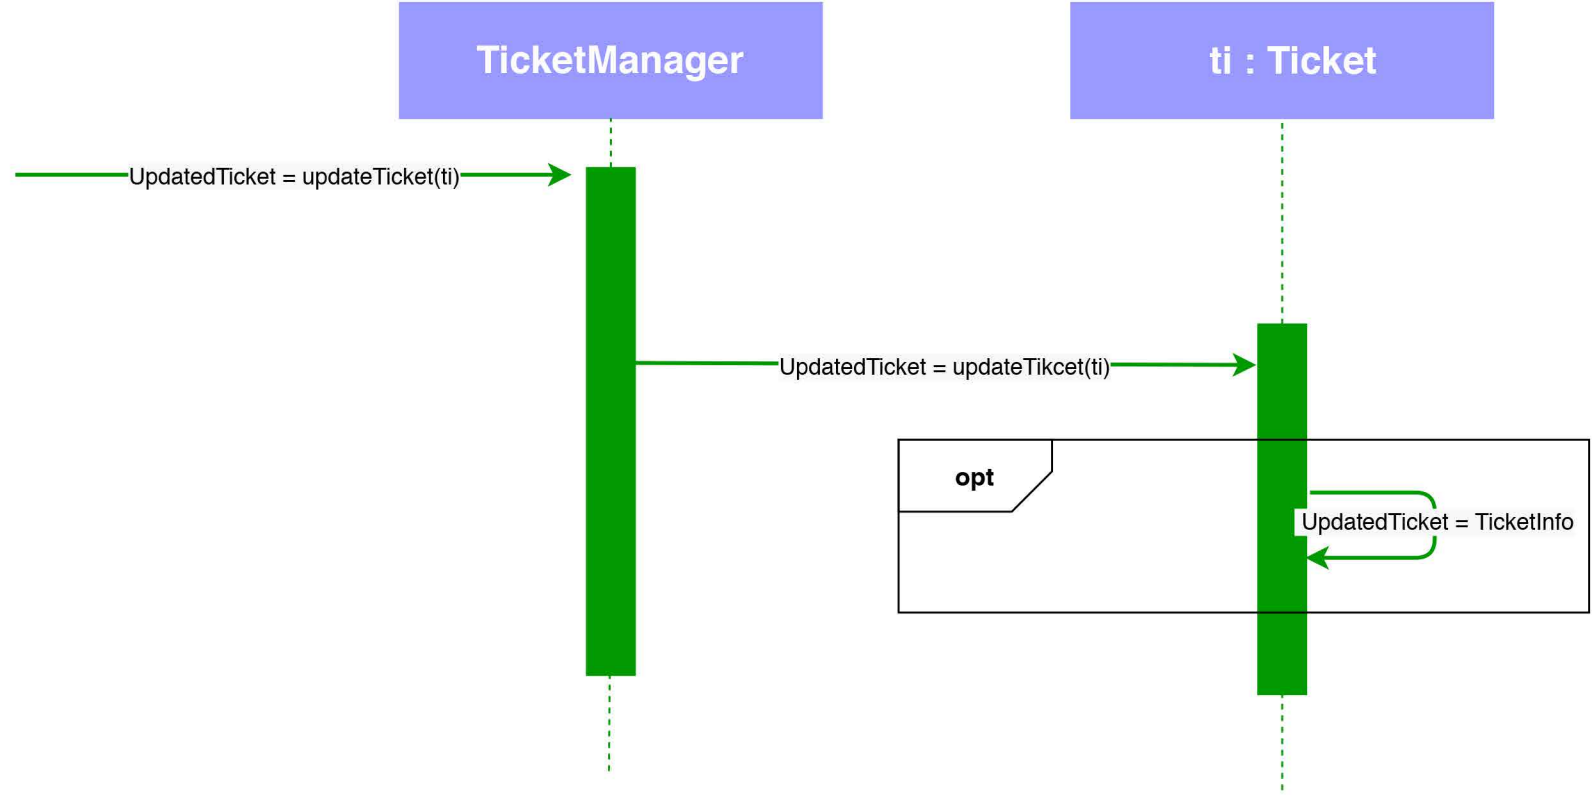 TicketManager
ti : Ticket
UpdatedTicket = updateTicket(ti)
UpdatedTicket = updateTikcet(ti)
opt
UpdatedTicket = TicketInfo